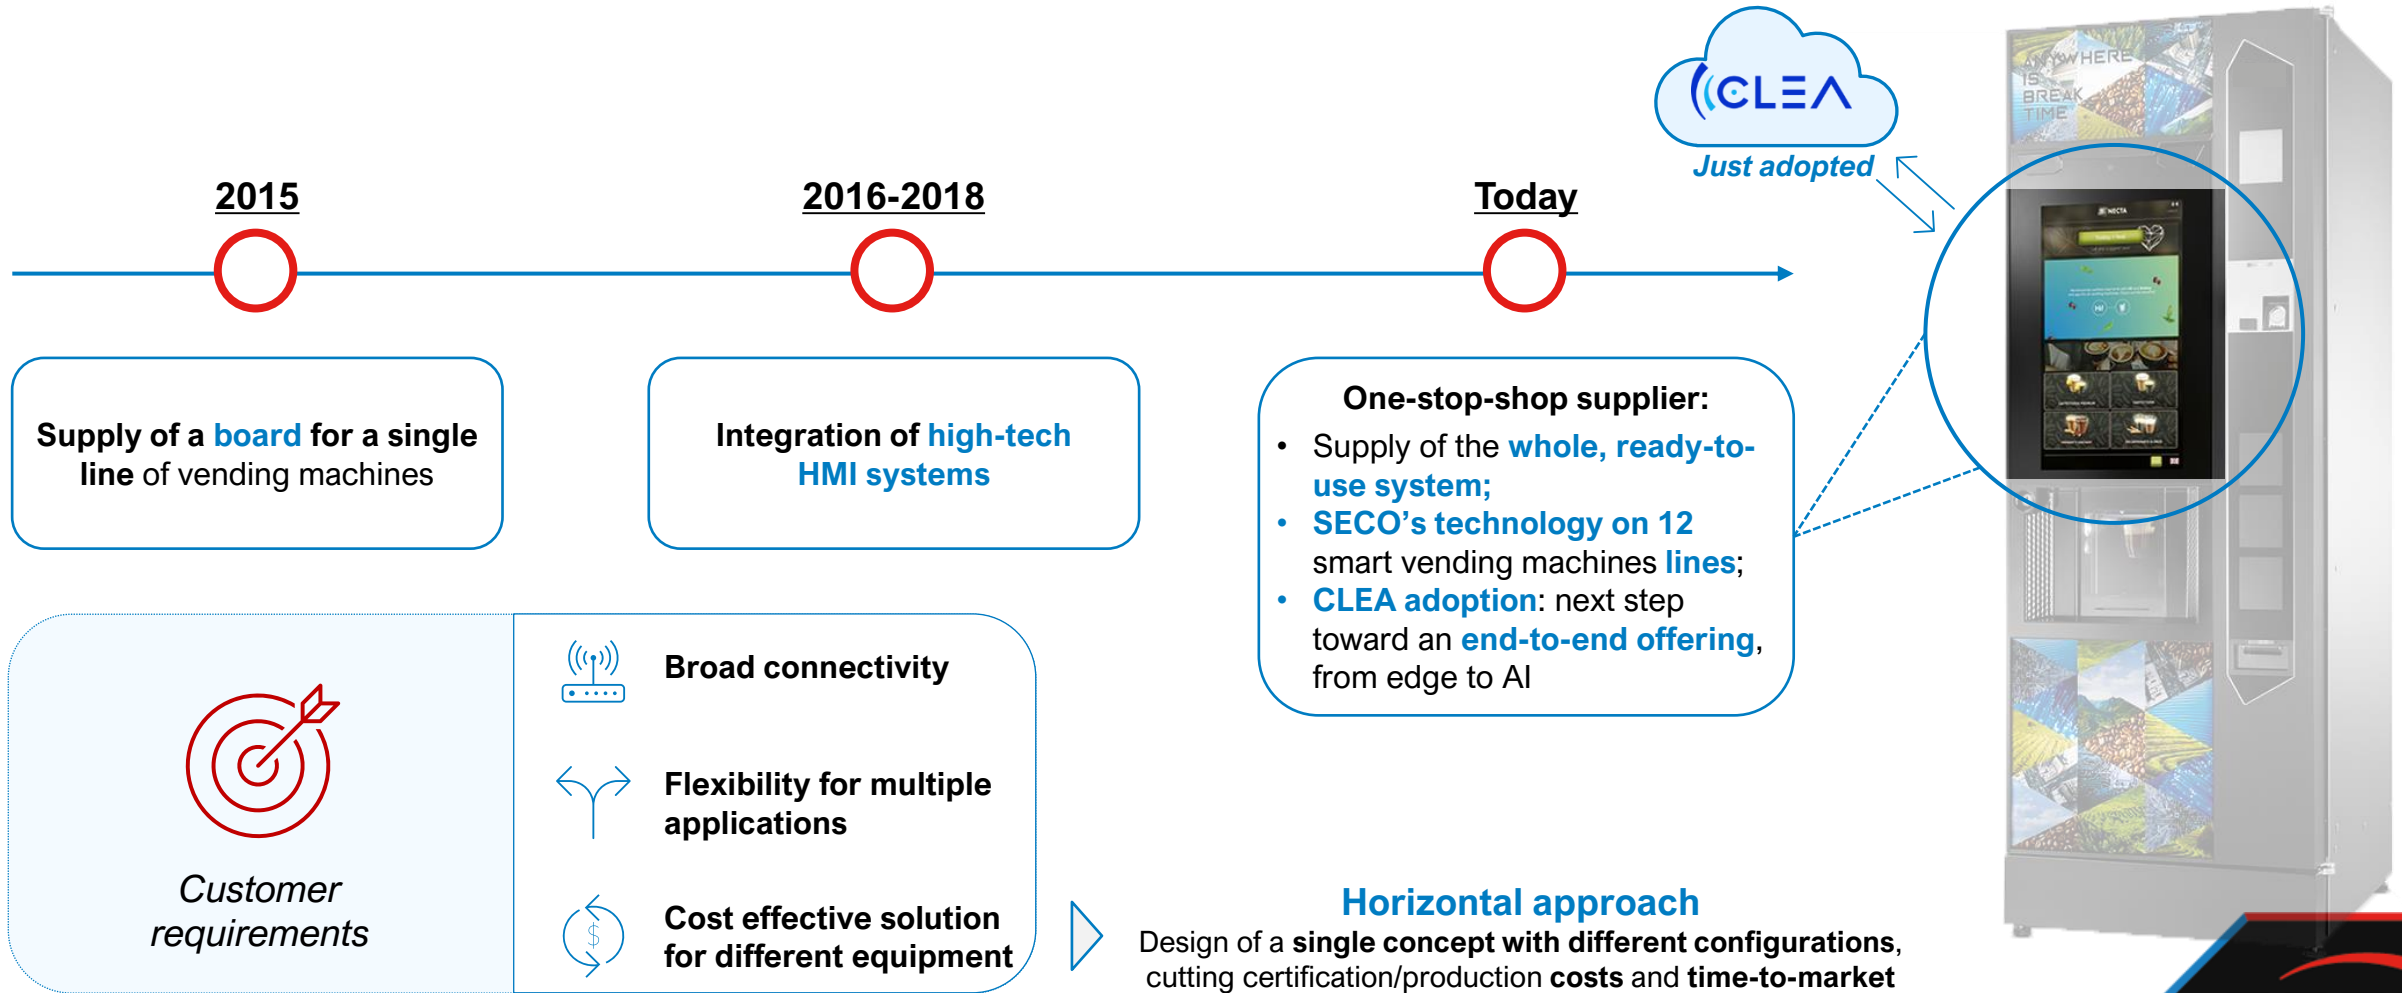 CLEA
Just adopted
2015
2016-2018
Today
Supply of a board for a single
line of vending machines
Integration of high-tech
HMI systems
One-stop-shop supplier:
• Supply of the whole, ready-to-
use system;
• SECO’s technology on 12
smart vending machines lines;
• CLEA adoption: next step
toward an end-to-end offering,
from edge to AI
ANYWHERE
IS
BREAK
TIME
NECTA
Hi!
Customer
requirements
Broad connectivity
Flexibility for multiple
applications
$
Cost effective solution
for different equipment
Horizontal approach
Design of a single concept with different configurations,
cutting certification/production costs and time-to-market